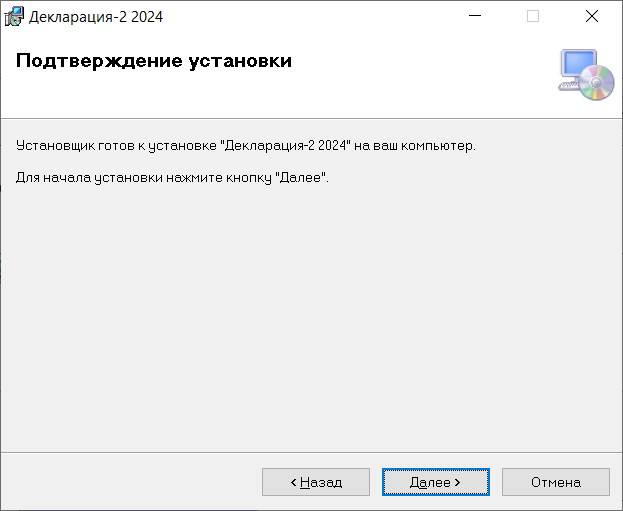 Декларация-2 2024
Подтверждение установки
Установщик готов к установке "Декларация-2 2024" на ваш компьютер.
Для начала установки нажмите кнопку "Далее".
< Назад
Далее >
Отмена